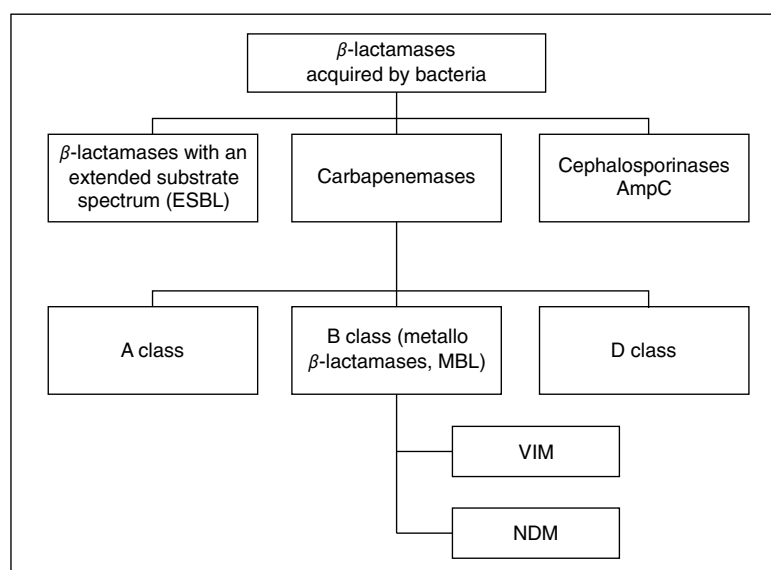 β-lactamases
acquired by bacteria
β-lactamases with an
extended substrate
spectrum (ESBL)
Carbapenemases
Cephalosporinases
AmpC
A class
B class (metallo
β-lactamases, MBL)
D class
VIM
NDM